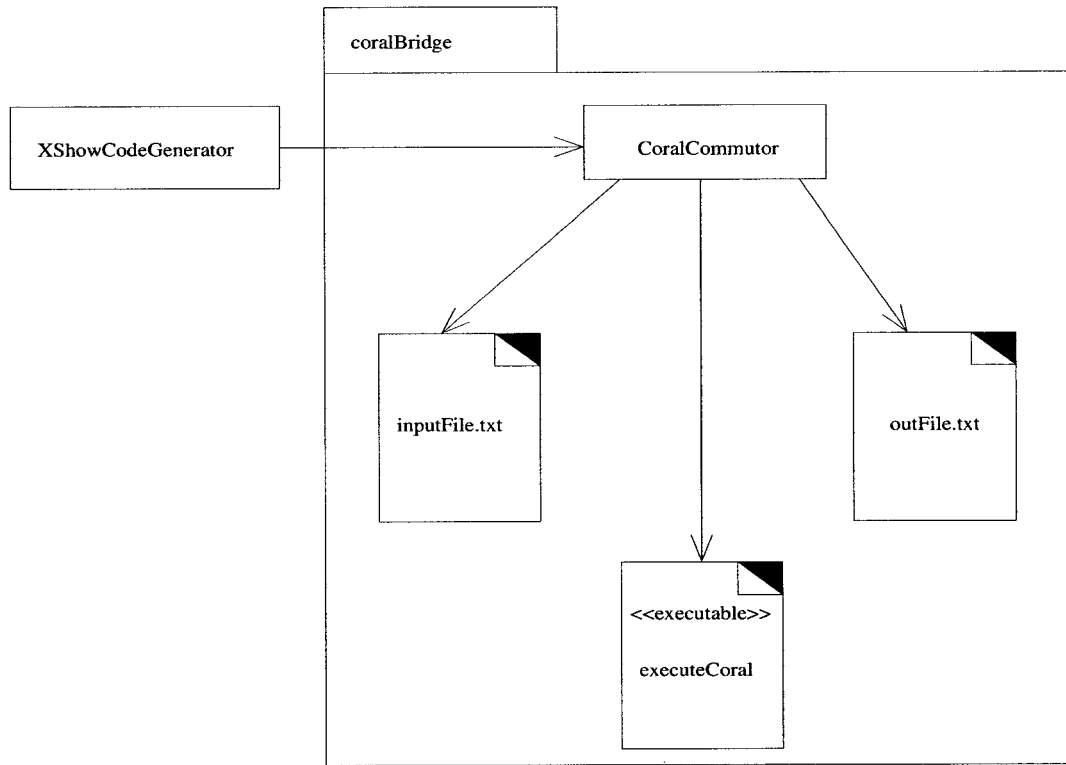 coralBridge
XShowCodeGenerator
CoralCommutor
inputFile.txt
outFile.txt
<<executable>>
executeCoral